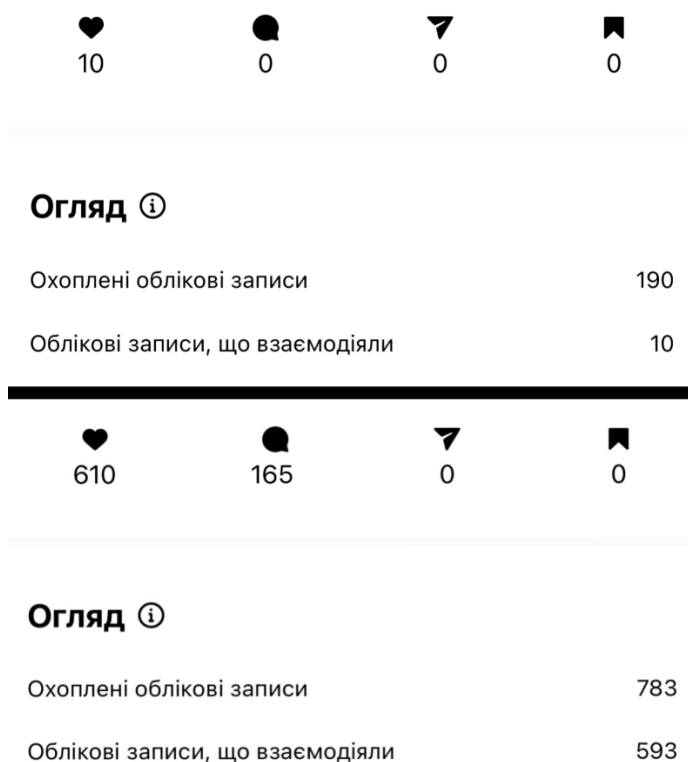 10 0 0 0
Огляд
Охоплені облікові записи 190
Облікові записи, що взаємодіяли 10
610 165 0 0
Огляд
Охоплені облікові записи 783
Облікові записи, що взаємодіяли 593